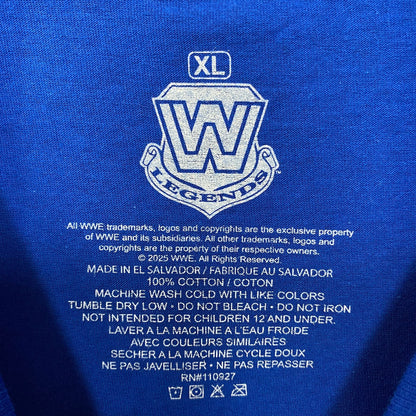 XL
W
LEGENDS
™
All WWE trademarks, logos and copyrights are the exclusive property
of WWE and its subsidiaries. All other trademarks, logos and
copyrights are the property of their respective owners.
© 2025 WWE. All Rights Reserved.
MADE IN EL SALVADOR / FABRIQUE AU SALVADOR
100% COTTON / COTON
MACHINE WASH COLD WITH LIKE COLORS
TUMBLE DRY LOW • DO NOT BLEACH • DO NOT IRON
NOT INTENDED FOR CHILDREN 12 AND UNDER.
LAVER A LA MACHINE A L'EAU FROIDE
AVEC COULEURS SIMILAIRES
SECHER A LA MACHINE CYCLE DOUX
NE PAS JAVELLISER • NE PAS REPASSER
RN#110927